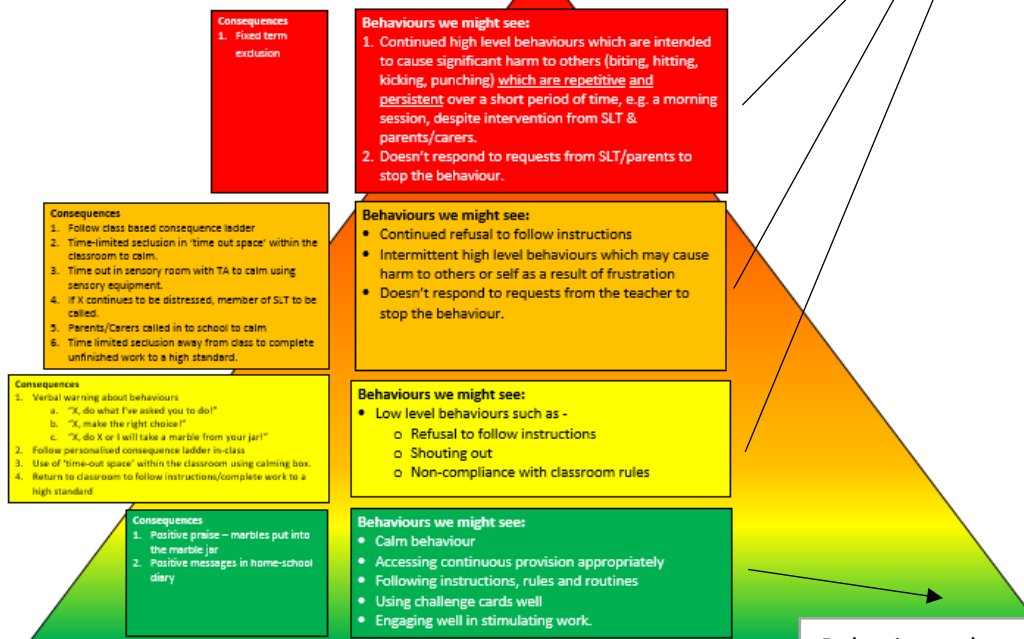 Consequences
1. Fixed term
exclusion
Behaviours we might see:
1. Continued high level behaviours which are intended
to cause significant harm to others (biting, hitting,
kicking, punching) which are repetitive and
persistent over a short period of time, e.g. a morning
session, despite intervention from SLT &
parents/carers.
2. Doesn't respond to requests from SLT/parents to
stop the behaviour.
Consequences
1. Follow class based consequence ladder
2. Time-limited seclusion in 'time out space' within the
classroom to calm.
3. Time out in sensory room with TA to calm using
sensory equipment.
4. If X continues to be distressed, member of SLT to be
called.
5. Parents/Carers called in to school to calm
6. Time limited seclusion away from class to complete
unfinished work to a high standard.
Behaviours we might see:
• Continued refusal to follow instructions
• Intermittent high level behaviours which may cause
harm to others or self as a result of frustration
• Doesn't respond to requests from the teacher to
stop the behaviour.
Consequences
1. Verbal warning about behaviours
a. "X, do what I've asked you to do!"
b. "X, make the right choice!"
c. "X, do X or I will take a marble from your jar!"
2. Follow personalised consequence ladder in-class
3. Use of 'time-out space' within the classroom using calming box.
4. Return to classroom to follow instructions/complete work to a
high standard
Behaviours we might see:
• Low level behaviours such as -
o Refusal to follow instructions
o Shouting out
o Non-compliance with classroom rules
Consequences
1. Positive praise – marbles put into
the marble jar
2. Positive messages in home-school
diary
Behaviours we might see:
• Calm behaviour
• Accessing continuous provision appropriately
• Following instructions, rules and routines
• Using challenge cards well
• Engaging well in stimulating work.